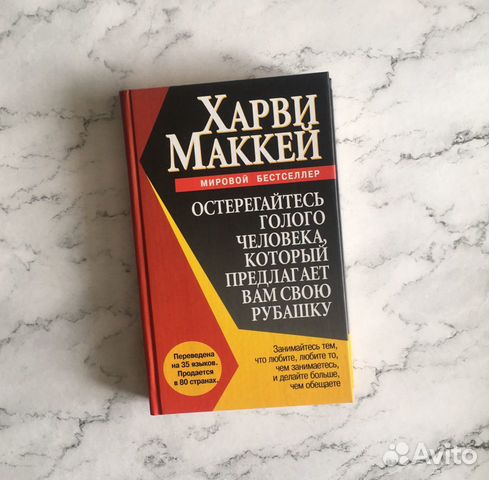 ХАРВИ
МАККЕЙ
МИРОВОЙ БЕСТСЕЛЛЕР
ОСТЕРЕГАЙТЕСЬ
ГОЛОГО
ЧЕЛОВЕКА,
КОТОРЫЙ
ПРЕДЛАГАЕТ
ВАМ СВОЮ
РУБАШКУ
Переведена
на 35 языков.
Продается
в 80 странах.
Занимайтесь тем,
что любите, любите то,
чем занимаетесь,
и делайте больше,
чем обещаете
Avito